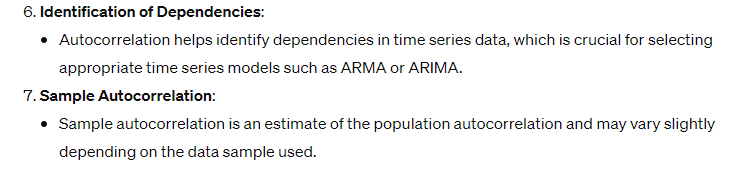 6. Identification of Dependencies:
• Autocorrelation helps identify dependencies in time series data, which is crucial for selecting
appropriate time series models such as ARMA or ARIMA.
7. Sample Autocorrelation:
• Sample autocorrelation is an estimate of the population autocorrelation and may vary slightly
depending on the data sample used.